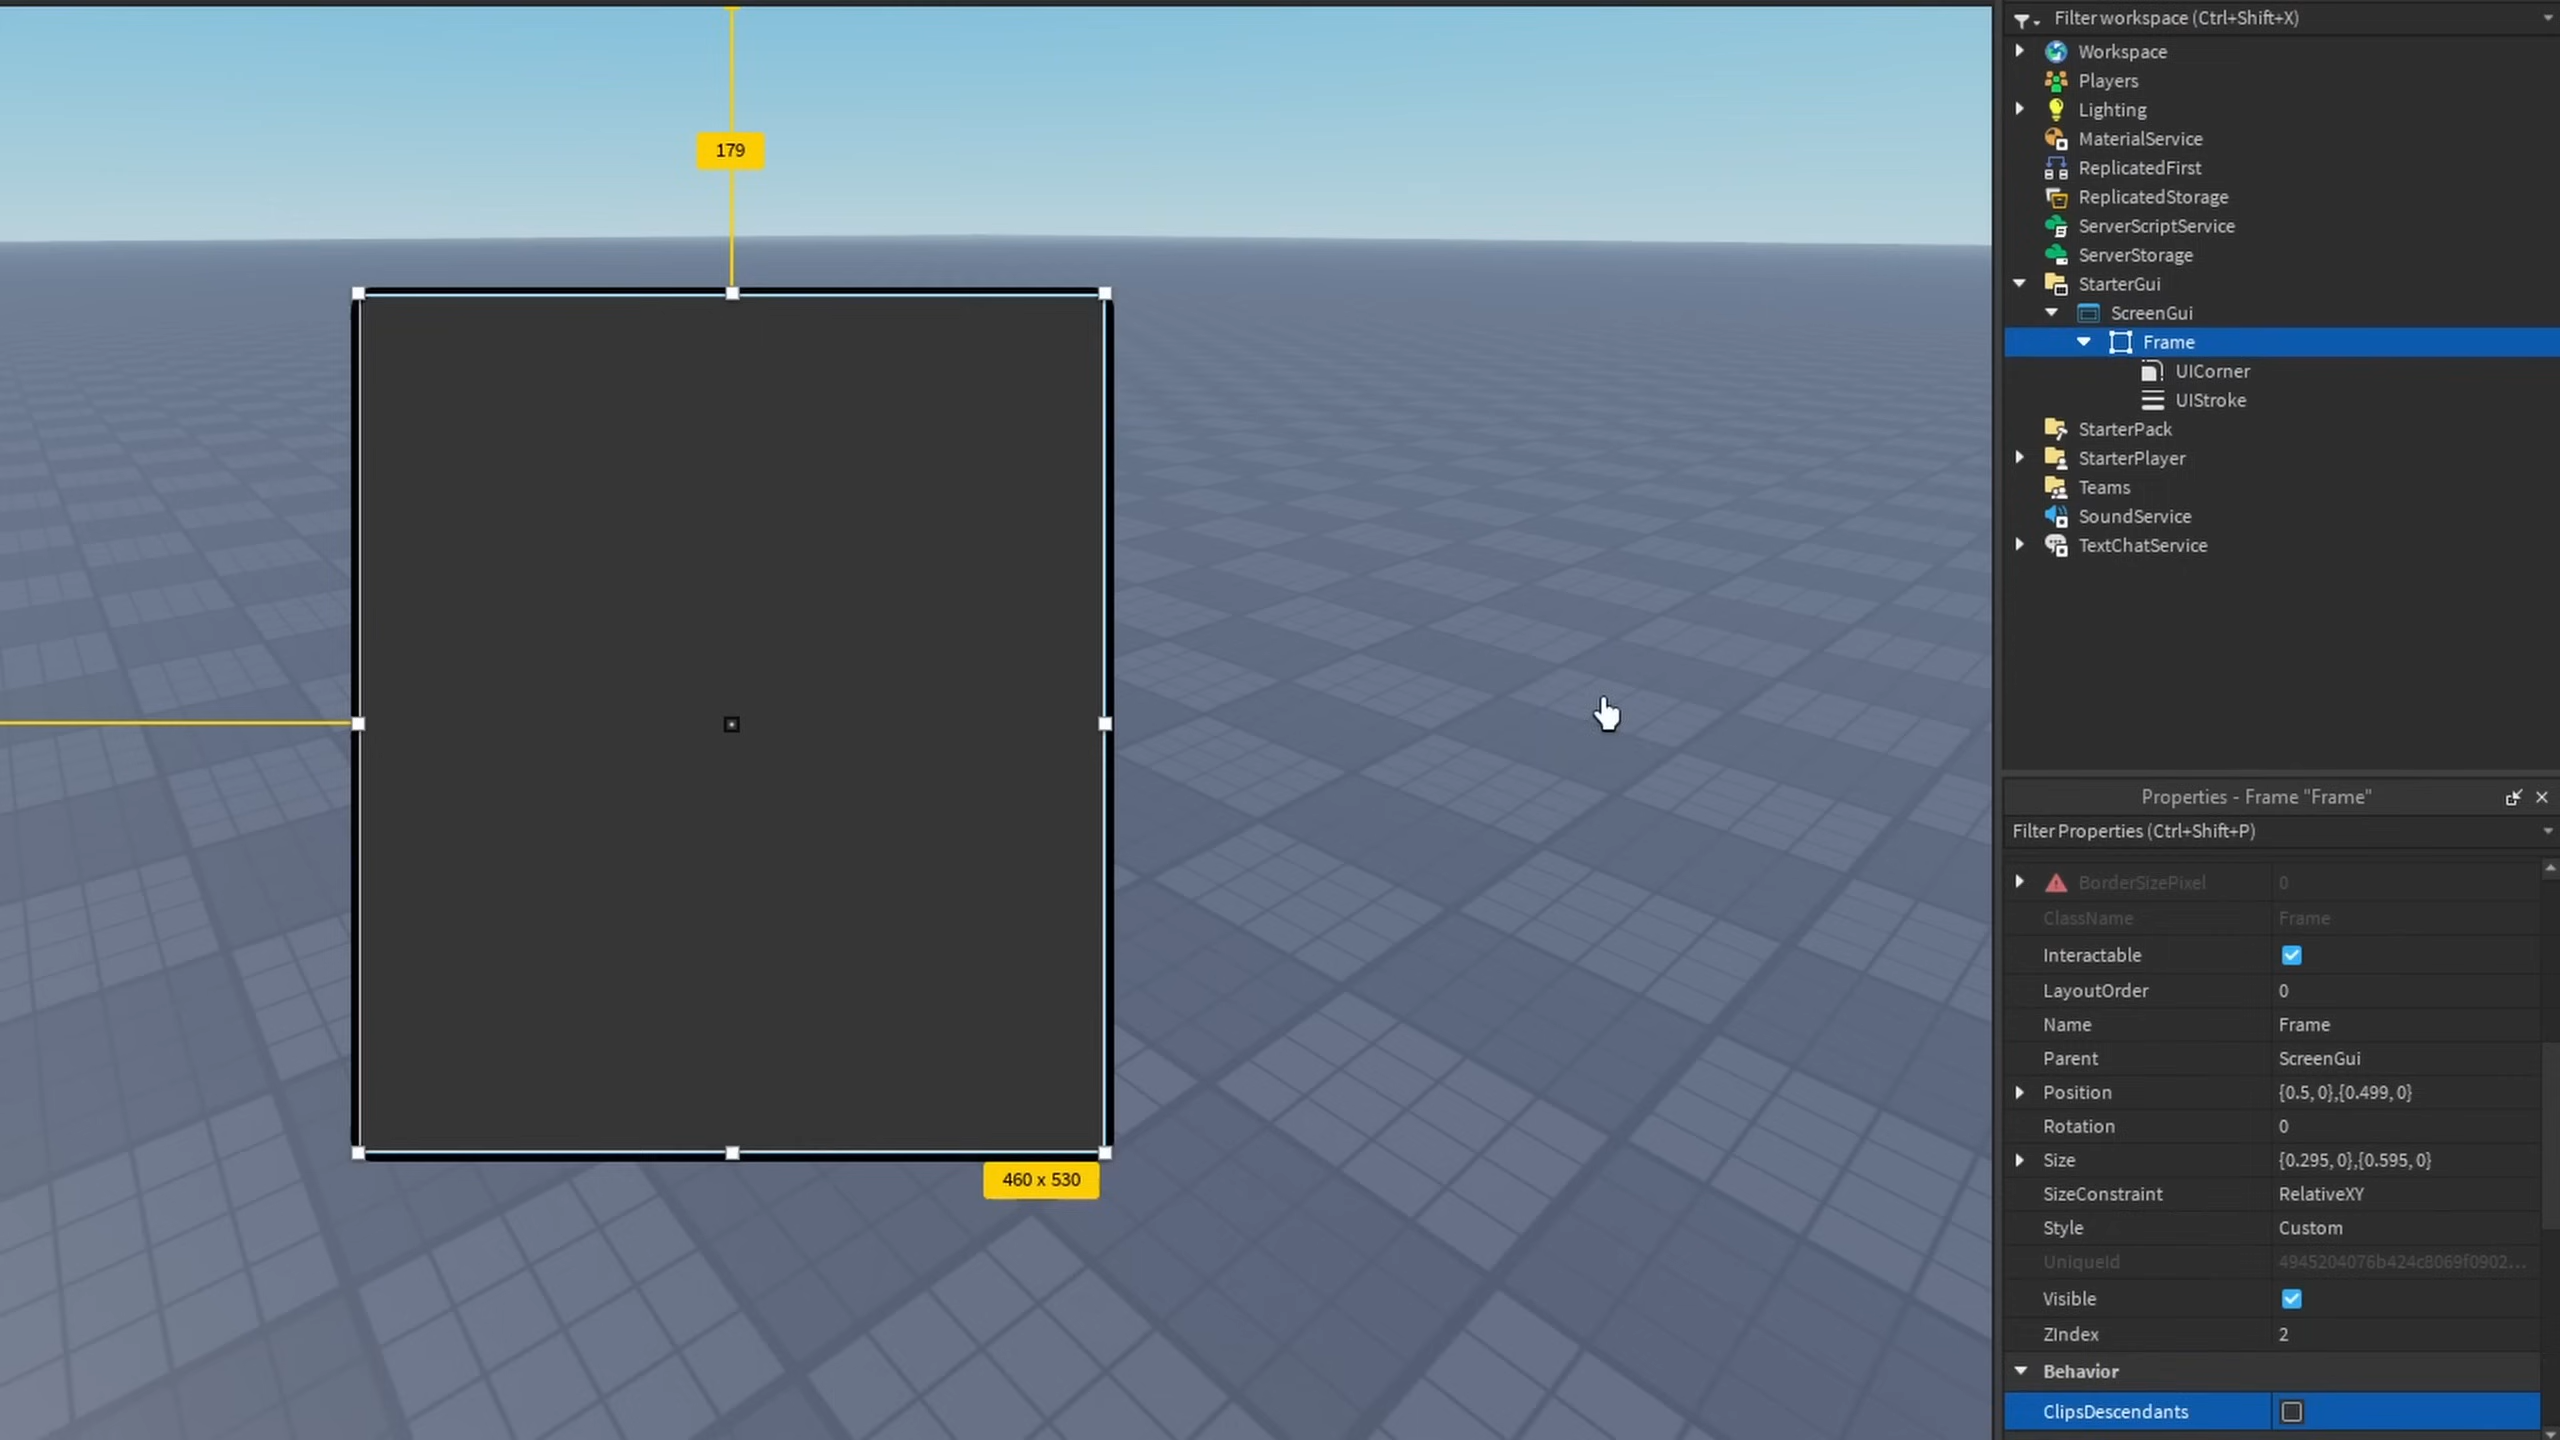 179
460 x 530
Filter workspace (Ctrl+Shift+X)
Workspace
Players
Lighting
MaterialService
ReplicatedFirst
ReplicatedStorage
ServerScriptService
ServerStorage
StarterGui
ScreenGui
Frame
UICorner
UIStroke
StarterPack
StarterPlayer
Teams
SoundService
TextChatService
Properties - Frame "Frame"
Filter Properties (Ctrl+Shift+P)
BorderSizePixel 0
ClassName Frame
Interactable
LayoutOrder 0
Name Frame
Parent ScreenGui
Position {0.5, 0},{0.499, 0}
Rotation 0
Size {0.295, 0},{0.595, 0}
SizeConstraint RelativeXY
Style Custom
UniqueId 4945204076b424c8069f0902...
Visible
ZIndex 2
Behavior
ClipsDescendants